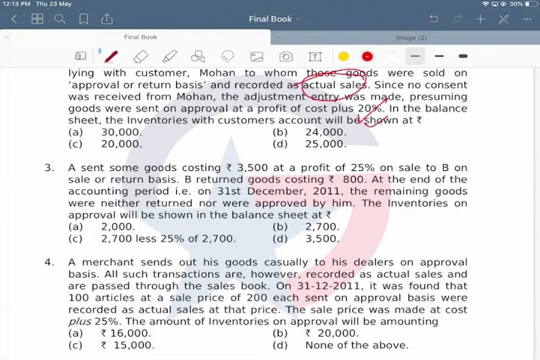 12:13 PM Thu 23 May
30%
Final Book
Final Book
Image (2)
lying with customer, Mohan to whom those goods were sold on
'approval or return basis' and recorded as actual sales. Since no consent
was received from Mohan, the adjustment entry was made, presuming
goods were sent on approval at a profit of cost plus 20%. In the balance
sheet, the Inventories with customers account will be shown at ₹
(a) 30,000. (b) 24,000.
(c) 20,000. (d) 25,000.
3. A sent some goods costing ₹ 3,500 at a profit of 25% on sale to B on
sale or return basis. B returned goods costing ₹ 800. At the end of the
accounting period i.e. on 31st December, 2011, the remaining goods
were neither returned nor were approved by him. The Inventories on
approval will be shown in the balance sheet at ₹
(a) 2,000. (b) 2,700.
(c) 2,700 less 25% of 2,700. (d) 3,500.
4. A merchant sends out his goods casually to his dealers on approval
basis. All such transactions are, however, recorded as actual sales and
are passed through the sales book. On 31-12-2011, it was found that
100 articles at a sale price of 200 each sent on approval basis were
recorded as actual sales at that price. The sale price was made at cost
plus 25%. The amount of Inventories on approval will be amounting
(a) ₹ 16,000. (b) ₹ 20,000.
(c) ₹ 15,000. (d) None of the above.